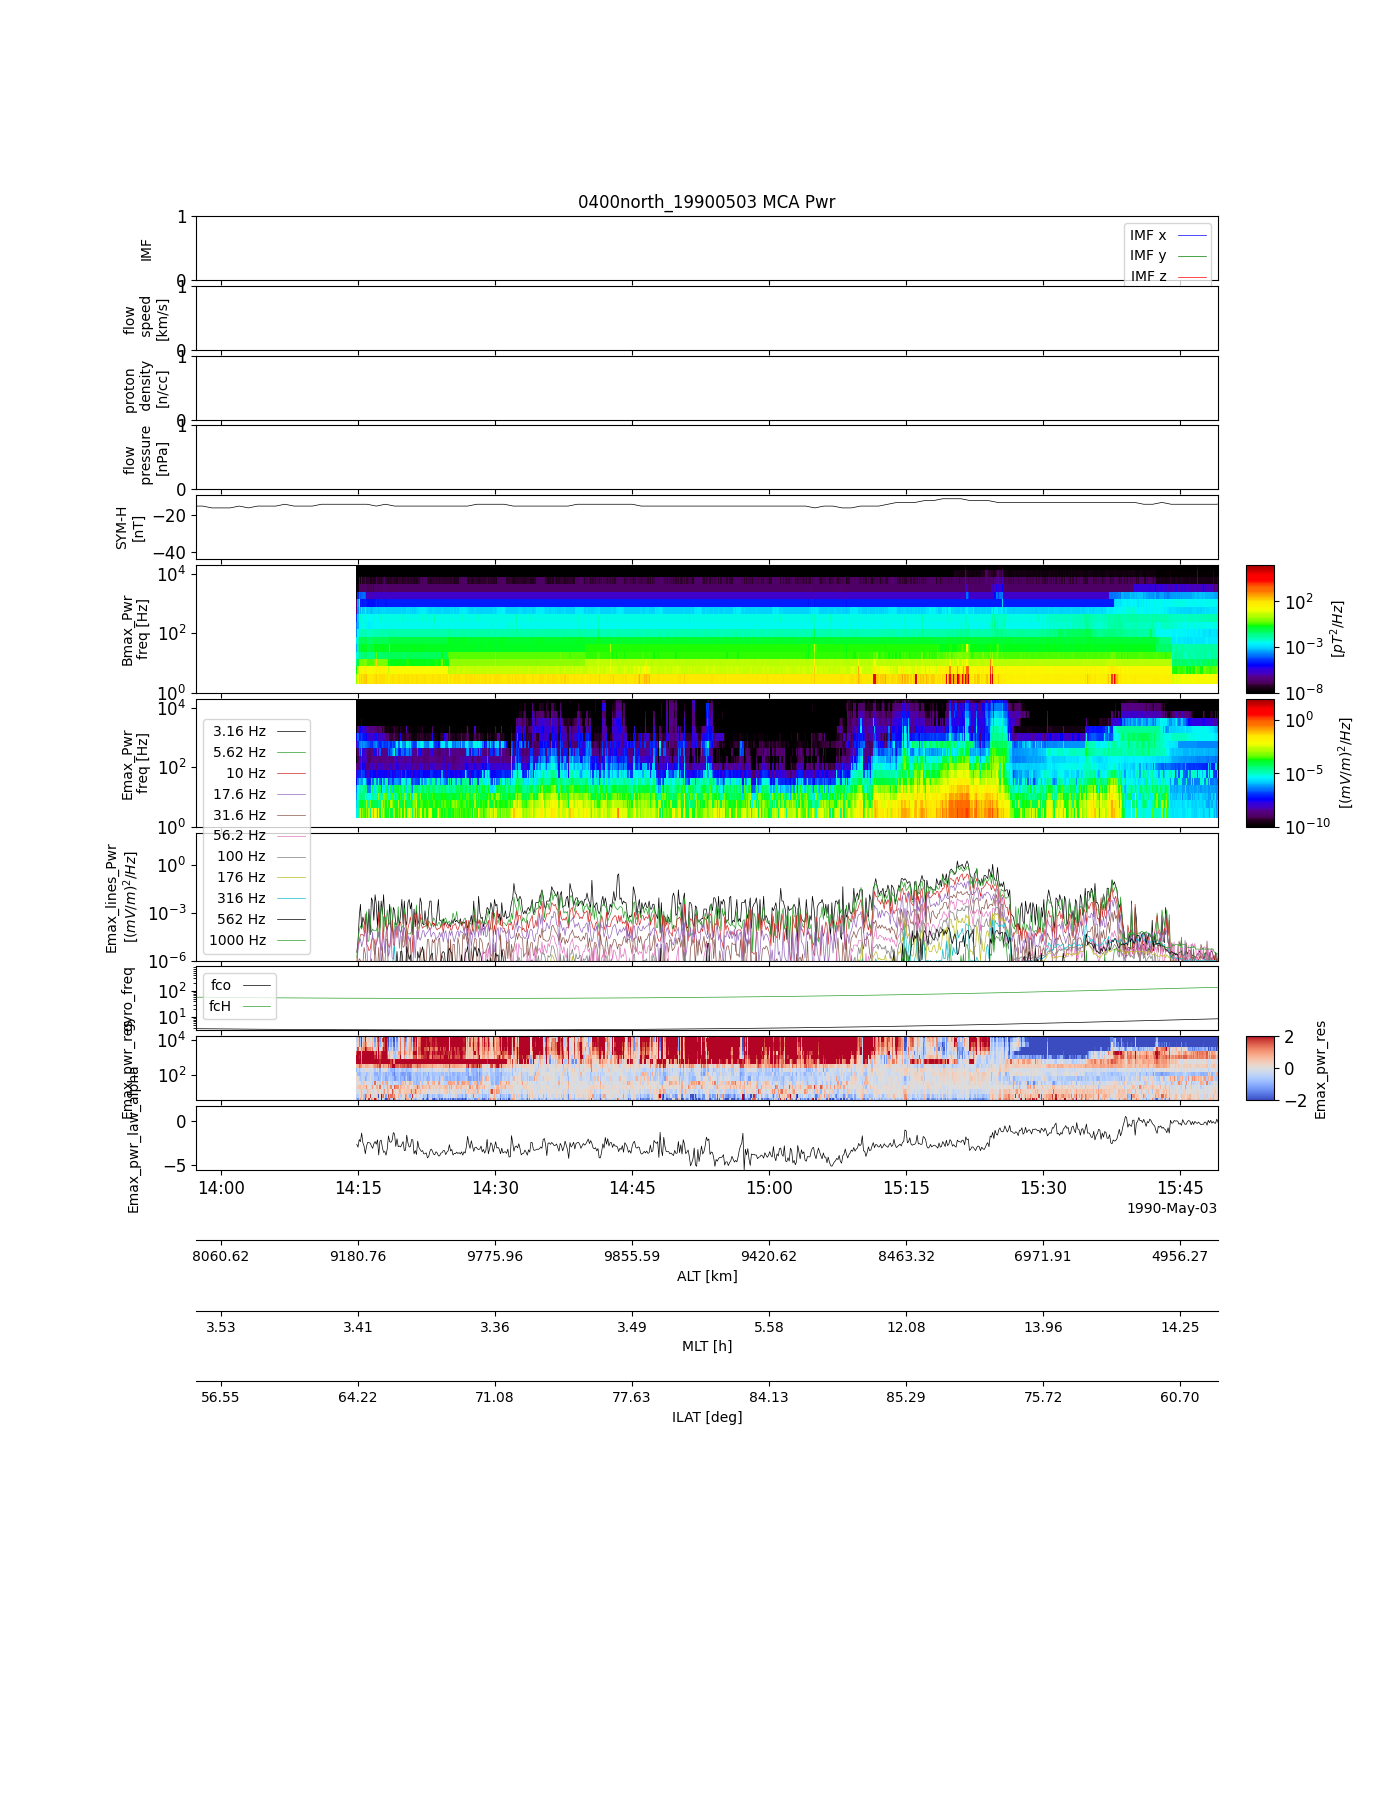 0400north_19900503 MCA Pwr
1
0
IMF
IMF x
IMF y
IMF z
1
0
flow
speed
[km/s]
1
0
proton
density
[n/cc]
1
0
flow
pressure
[nPa]
−20
−40
SYM-H
[nT]
10^4
10^2
10^0
Bmax_Pwr
freq [Hz]
10^2
10^−3
10^−8
[pT^2/Hz]
10^4
10^2
10^0
Emax_Pwr
freq [Hz]
10^0
10^−5
10^−10
[(mV/m)^2/Hz]
3.16 Hz
5.62 Hz
10 Hz
17.6 Hz
31.6 Hz
56.2 Hz
100 Hz
176 Hz
316 Hz
562 Hz
1000 Hz
10^0
10^−3
10^−6
Emax_lines_Pwr
[(mV/m)^2/Hz]
10^2
10^1
gyro_freq
fco
fcH
10^4
10^2
Emax_pwr_res
2
0
−2
Emax_pwr_res
0
−5
Emax_pwr_law_alpha
14:00 14:15 14:30 14:45 15:00 15:15 15:30 15:45
1990-May-03
8060.62 9180.76 9775.96 9855.59 9420.62 8463.32 6971.91 4956.27
ALT [km]
3.53 3.41 3.36 3.49 5.58 12.08 13.96 14.25
MLT [h]
56.55 64.22 71.08 77.63 84.13 85.29 75.72 60.70
ILAT [deg]